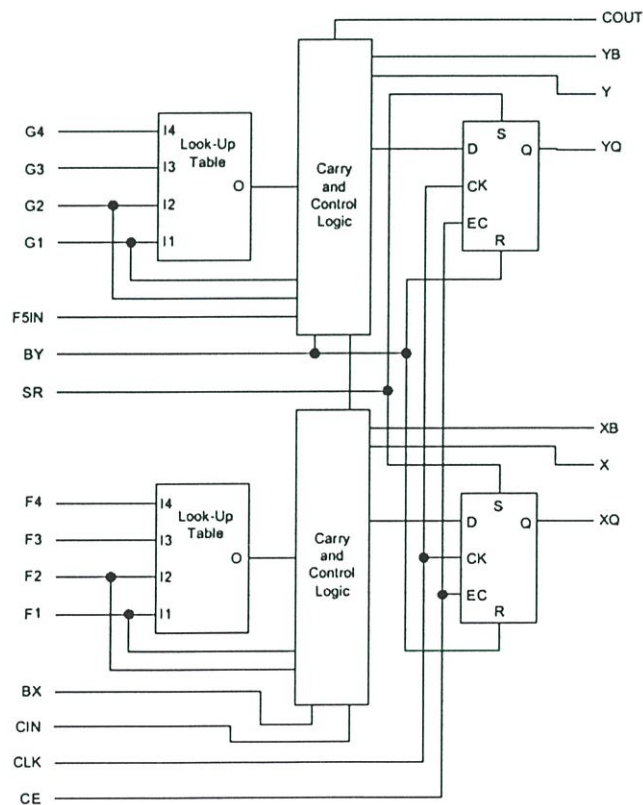 COUT
YB
Y
G4
I4
Look-Up
Table
S
D
Q
YQ
G3
I3
Carry
and
Control
Logic
O
CK
G2
I2
EC
G1
I1
R
F5IN
BY
SR
XB
X
F4
I4
Look-Up
Table
S
D
Q
XQ
F3
I3
Carry
and
Control
Logic
O
CK
F2
I2
EC
F1
I1
R
BX
CIN
CLK
CE